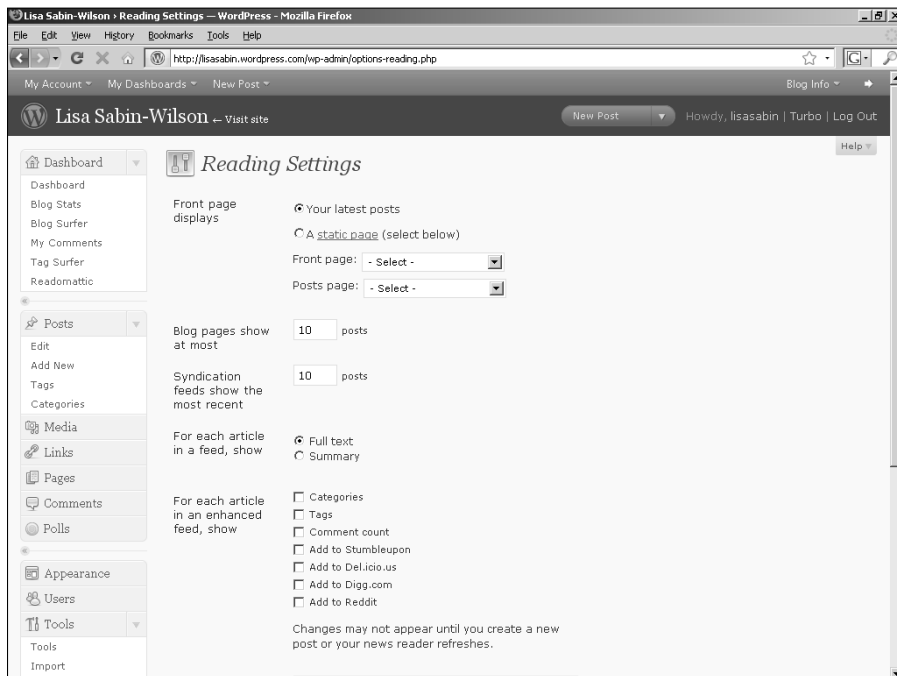 Lisa Sabin-Wilson › Reading Settings — WordPress - Mozilla Firefox
File Edit View History Bookmarks Tools Help
http://lisasabin.wordpress.com/wp-admin/options-reading.php
G
My Account My Dashboards New Post Blog Info
Lisa Sabin-Wilson ← Visit site
New Post
Howdy, lisasabin | Turbo | Log Out
Help
Dashboard
Dashboard
Blog Stats
Blog Surfer
My Comments
Tag Surfer
Readomattic
Posts
Edit
Add New
Tags
Categories
Media
Links
Pages
Comments
Polls
Appearance
Users
Tools
Tools
Import
Reading Settings
Front page
displays
Your latest posts
A static page (select below)
Front page: - Select -
Posts page: - Select -
Blog pages show
at most
10 posts
Syndication
feeds show the
most recent
10 posts
For each article
in a feed, show
Full text
Summary
For each article
in an enhanced
feed, show
Categories
Tags
Comment count
Add to Stumbleupon
Add to Del.icio.us
Add to Digg.com
Add to Reddit
Changes may not appear until you create a new
post or your news reader refreshes.